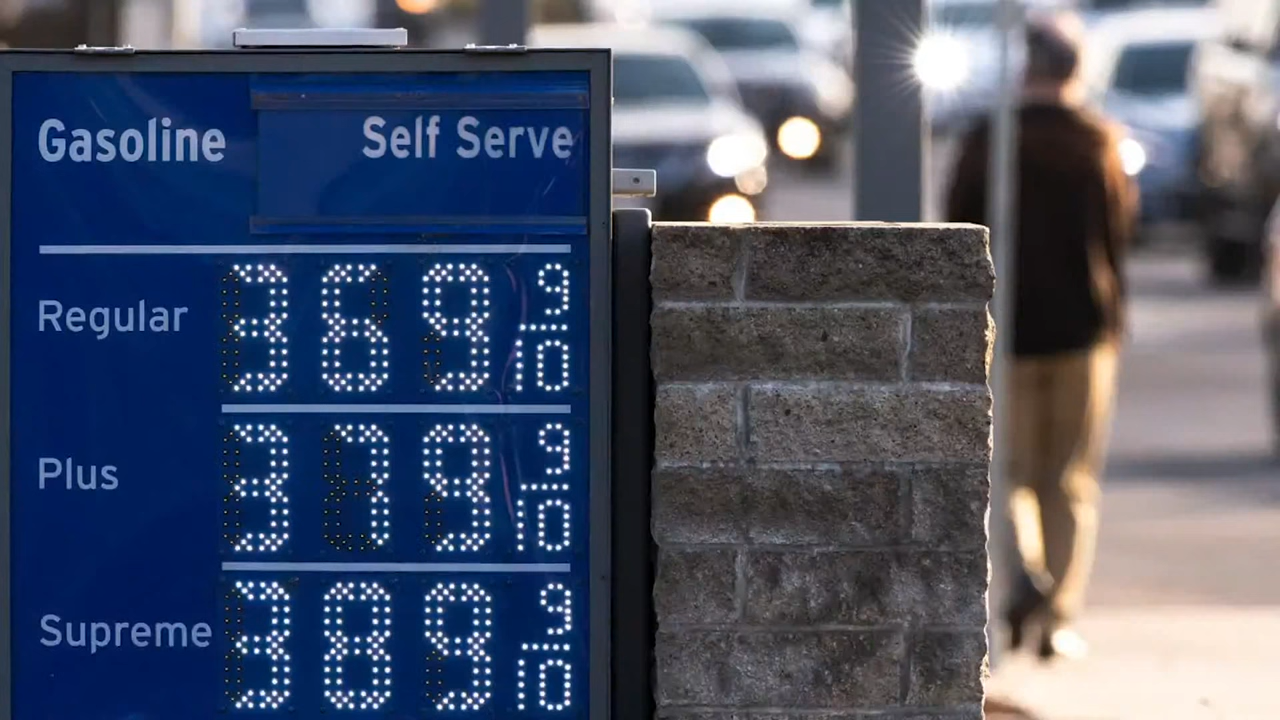 Gasoline Self Serve
Regular 369 9/10
Plus 379 9/10
Supreme 389 9/10